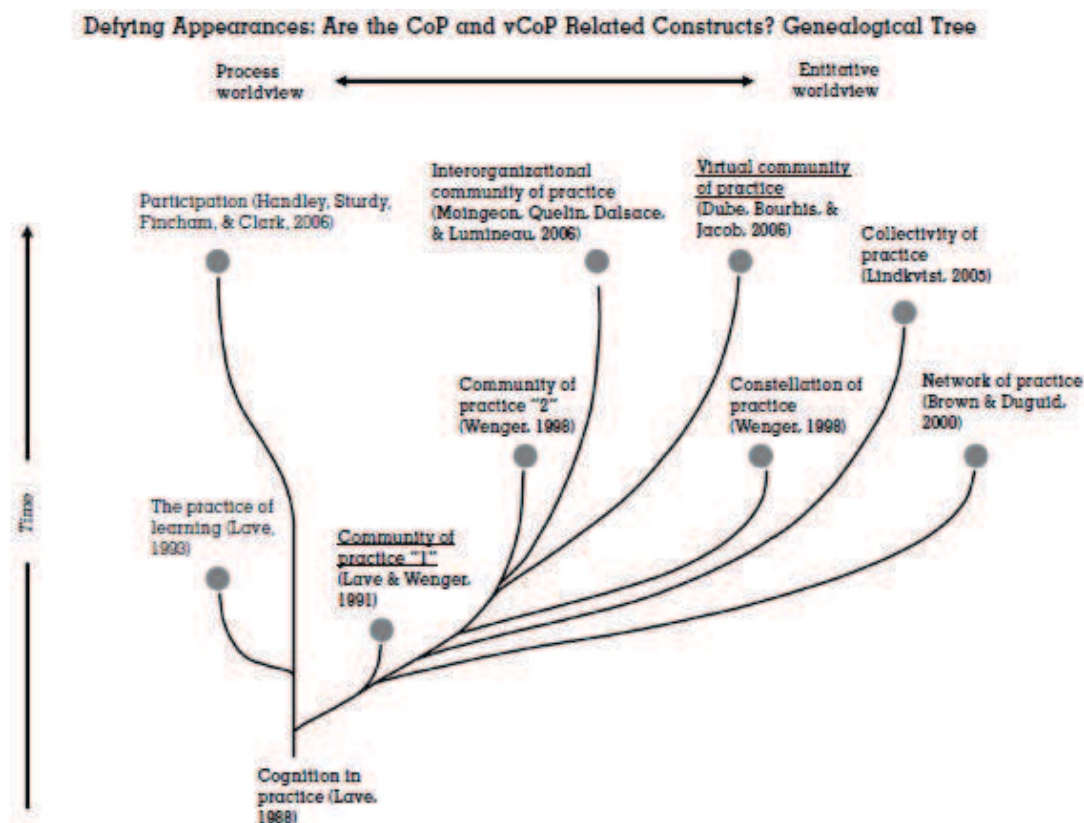 Defying Appearances: Are the CoP and vCoP Related Constructs? Genealogical Tree
Process
worldview
Entitative
worldview
Participation (Handley, Sturdy,
Fincham, & Clark, 2006)
Interorganizational
community of practice
(Moingeon, Quelin, Dalsace,
& Lumineau, 2006)
Virtual community
of practice
(Dube, Bourhis, &
Jacob, 2006)
Collectivity of
practice
(Lindkvist, 2005)
Community of
practice "2"
(Wenger, 1998)
Constellation of
practice
(Wenger, 1998)
Network of practice
(Brown & Duguid,
2000)
Time
The practice of
learning (Lave,
1993)
Community of
practice "1"
(Lave & Wenger,
1991)
Cognition in
practice (Lave,
1988)